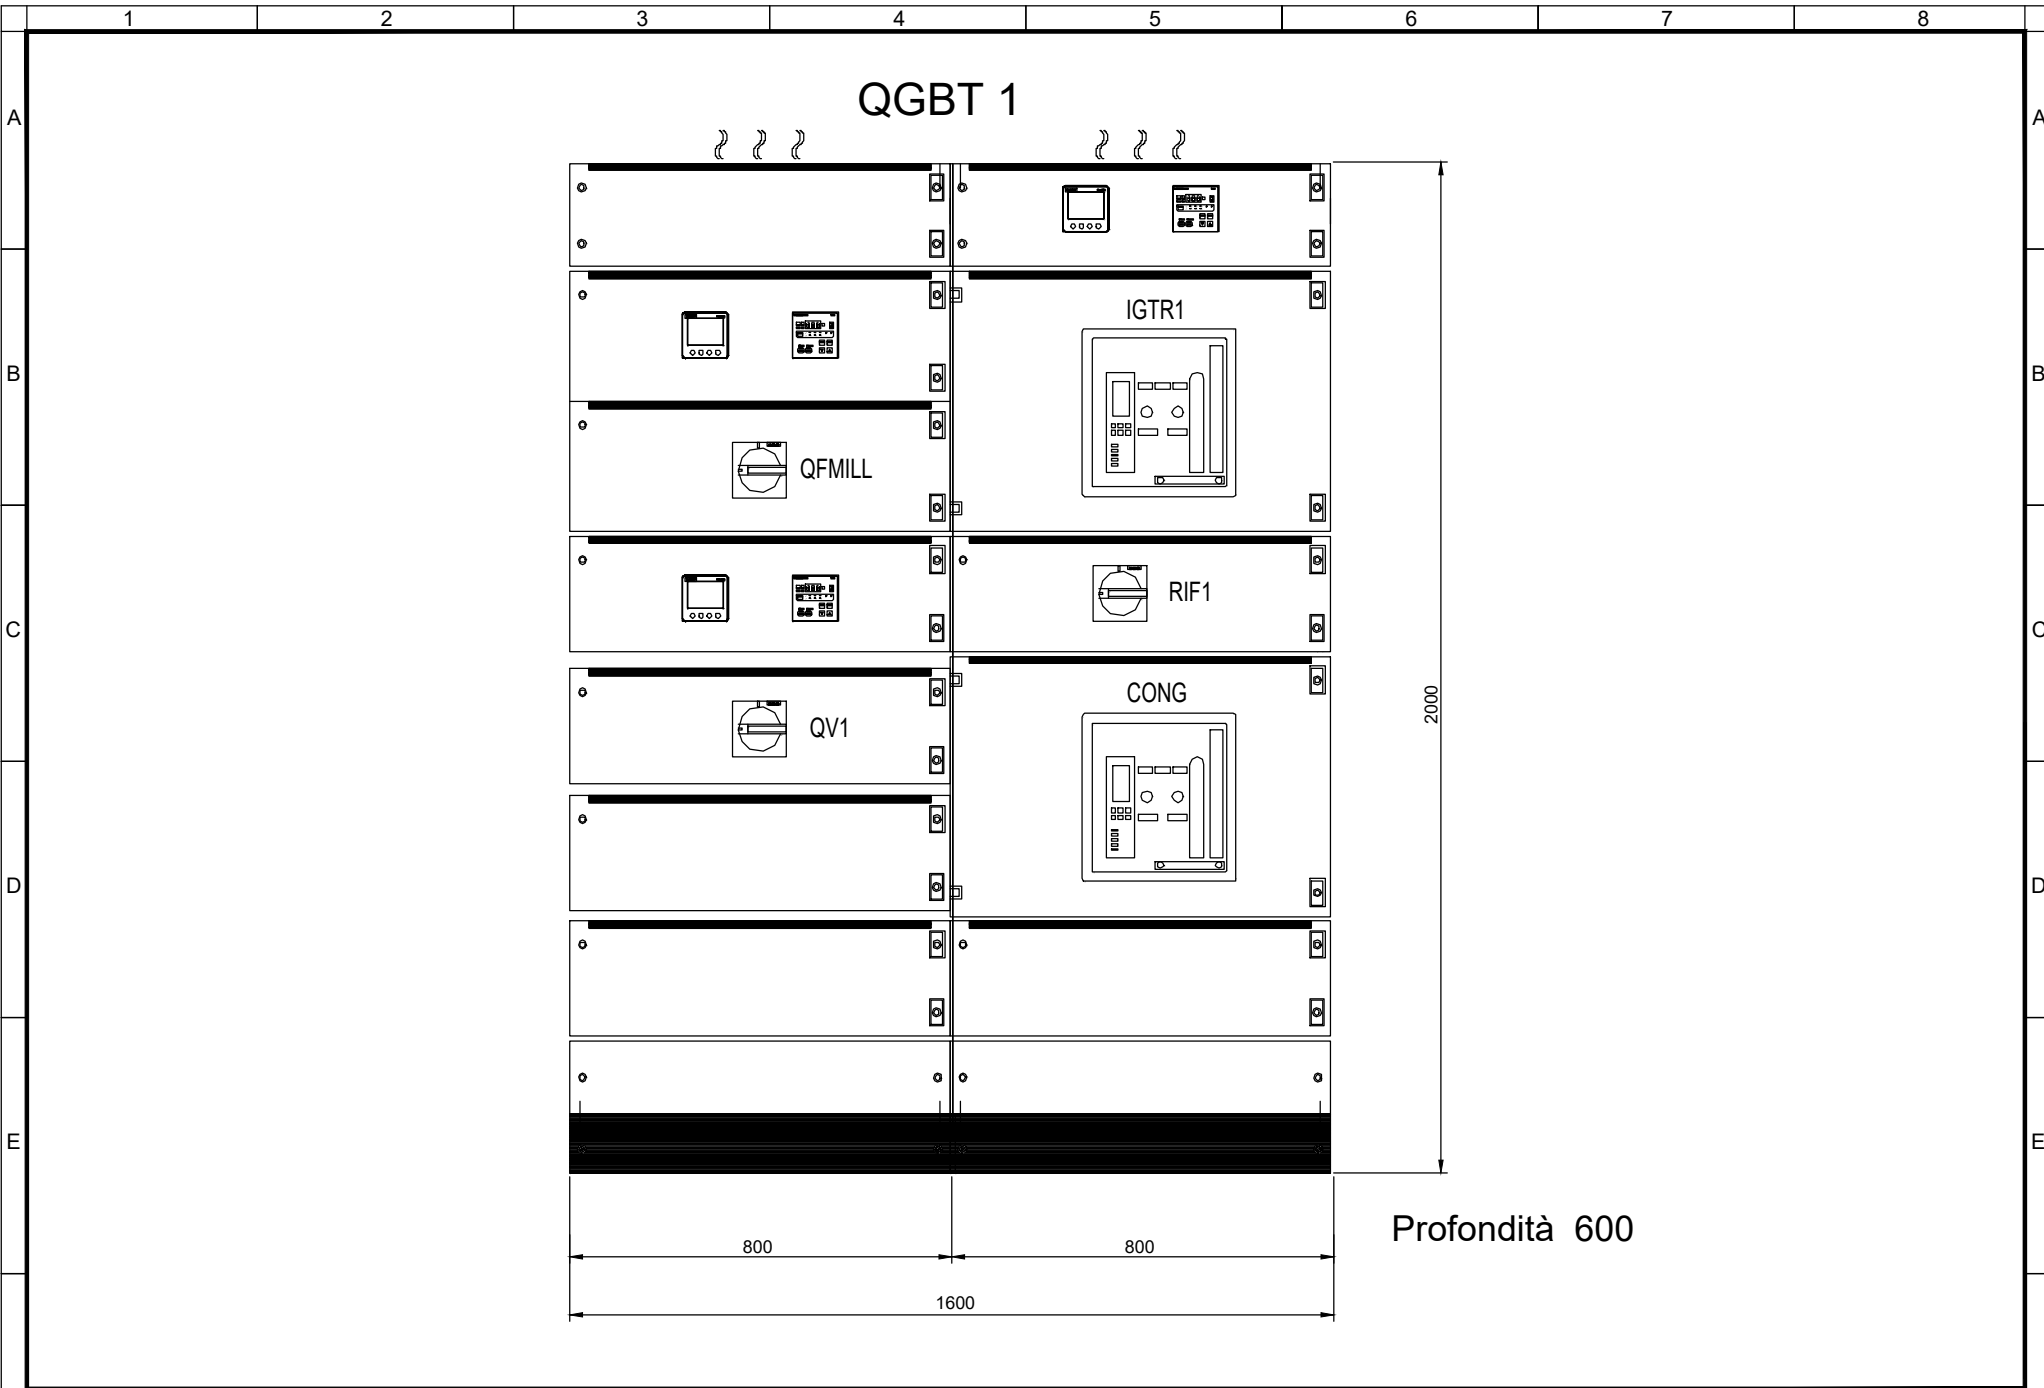 1 2 3 4 5 6 7 8
QGBT 1
A A
IGTR1
B B
QFMILL
RIF1
C C
CONG
2000
QV1
D D
E E
Profondità 600
800 800
1600